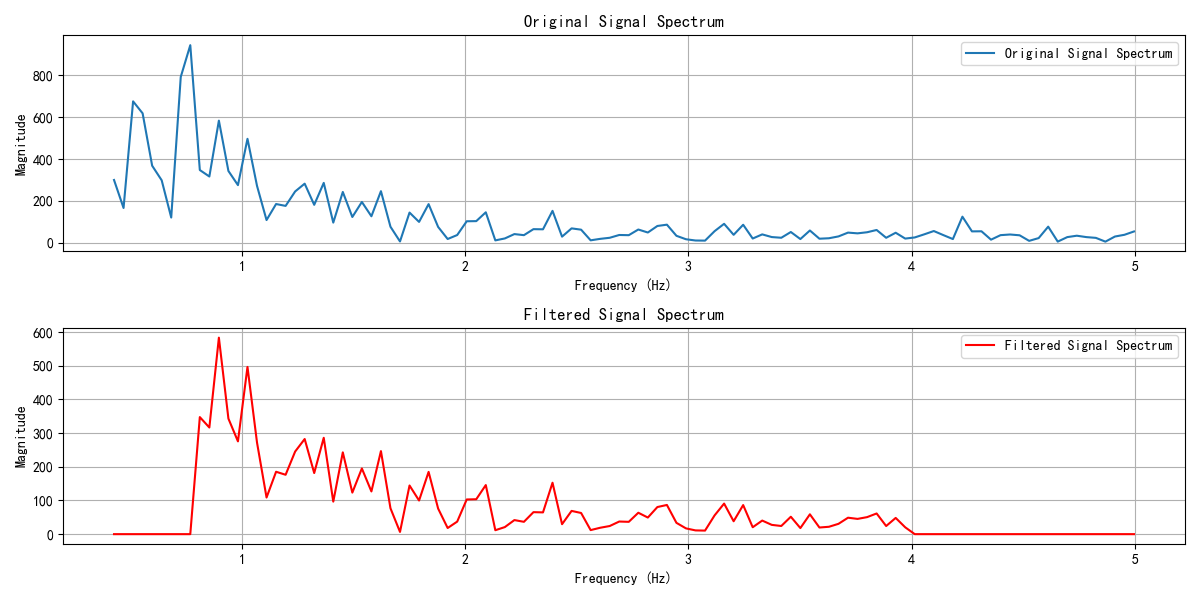 Original Signal Spectrum
Original Signal Spectrum
Magnitude
800
600
400
200
0
1 2 3 4 5
Frequency (Hz)
Filtered Signal Spectrum
Filtered Signal Spectrum
Magnitude
600
500
400
300
200
100
0
1 2 3 4 5
Frequency (Hz)